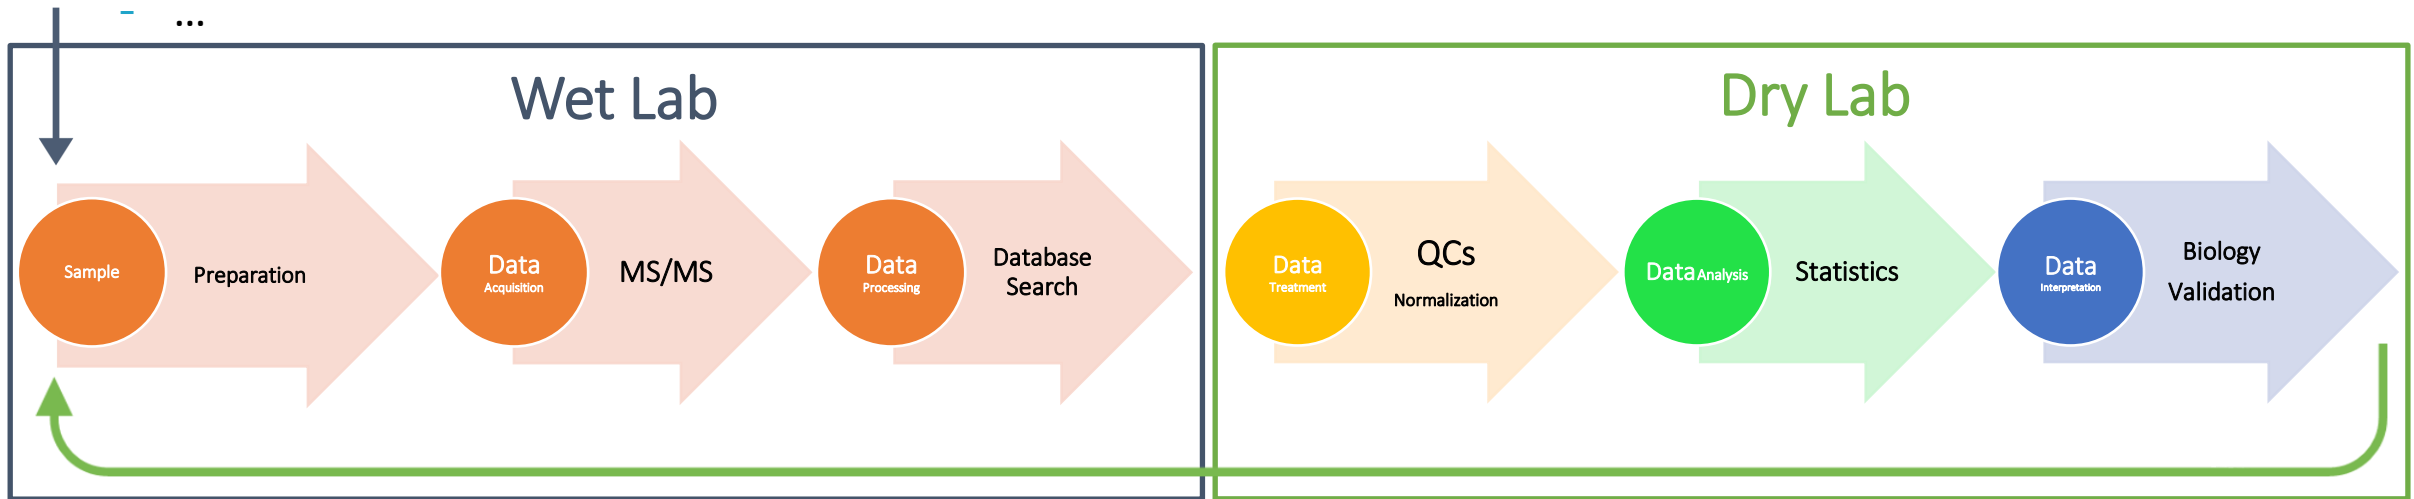 - ...
Wet Lab
Sample
Preparation
Data
Acquisition
MS/MS
Data
Processing
Database
Search
Dry Lab
Data
Treatment
QCs
Normalization
Data Analysis
Statistics
Data
Interpretation
Biology
Validation